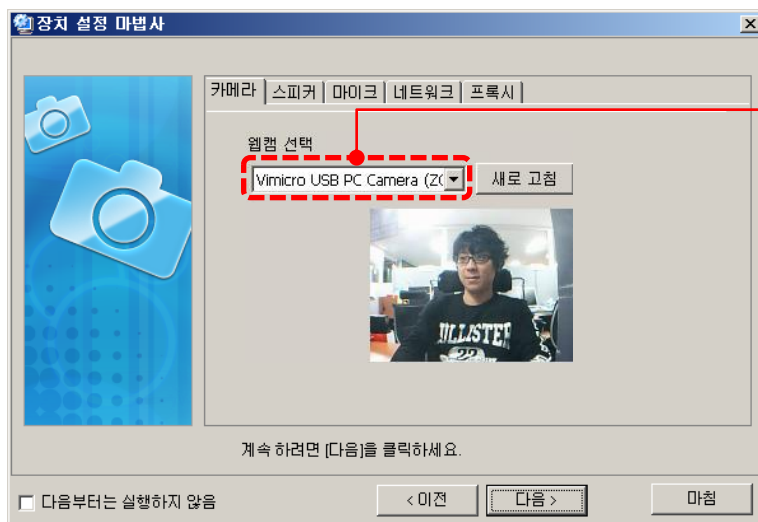 장치 설정 마법사
카메라 스피커 마이크 네트워크 프록시
웹캠 선택
Vimicro USB PC Camera (Z
새로 고침
HOLLISTER
22
계속 하려면 [다음]을 클릭하세요.
다음부터는 실행하지 않음
< 이전 다음 > 마침